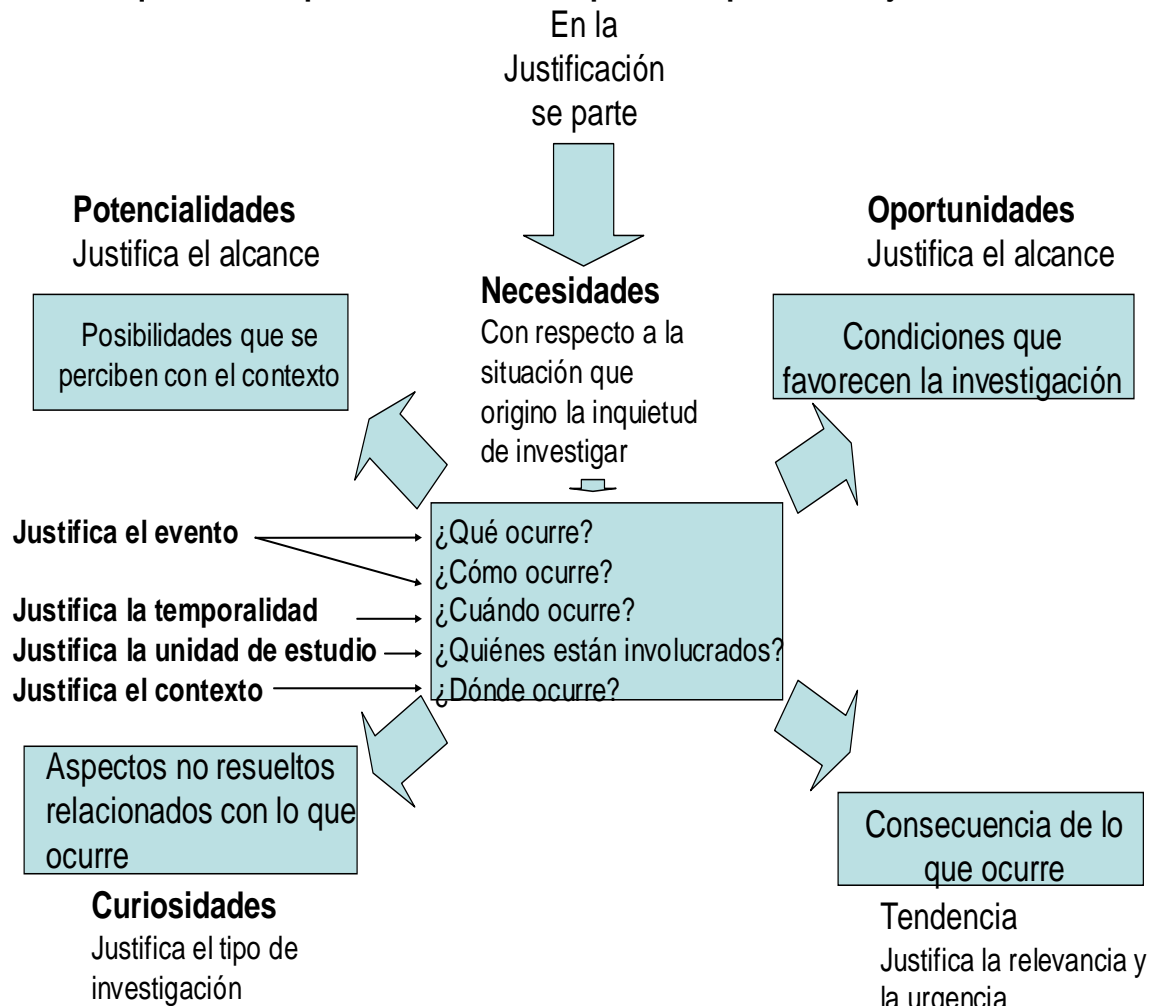 En la
Justificación
se parte
Potencialidades
Justifica el alcance
Oportunidades
Justifica el alcance
Necesidades
Con respecto a la
situación que
origino la inquietud
de investigar
Posibilidades que se
perciben con el contexto
Condiciones que
favorecen la investigación
Justifica el evento
¿Qué ocurre?
¿Cómo ocurre?
Justifica la temporalidad
¿Cuándo ocurre?
Justifica la unidad de estudio
¿Quiénes están involucrados?
Justifica el contexto
¿Dónde ocurre?
Aspectos no resueltos
relacionados con lo que
ocurre
Curiosidades
Justifica el tipo de
investigación
Consecuencia de lo
que ocurre
Tendencia
Justifica la relevancia y
la urgencia